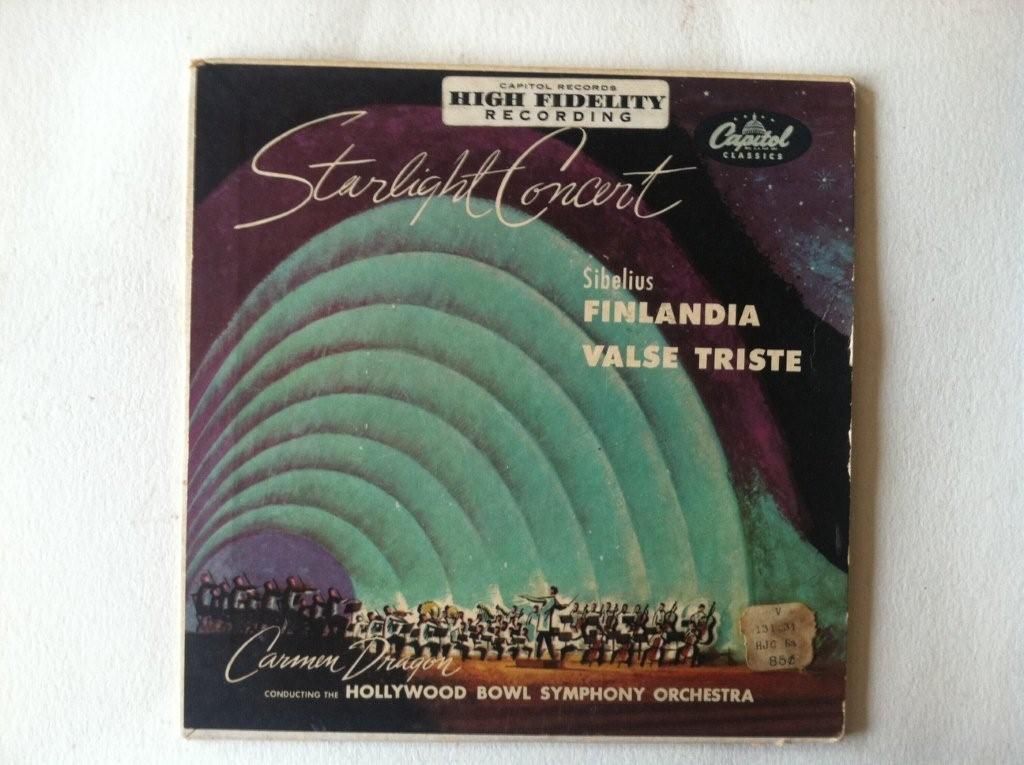 CAPITOL RECORDS
HIGH FIDELITY
RECORDING
Capitol
CLASSICS
Starlight Concert
Sibelius
FINLANDIA
VALSE TRISTE
V
HJC
85¢
Carmen Dragon
CONDUCTING THE HOLLYWOOD BOWL SYMPHONY ORCHESTRA